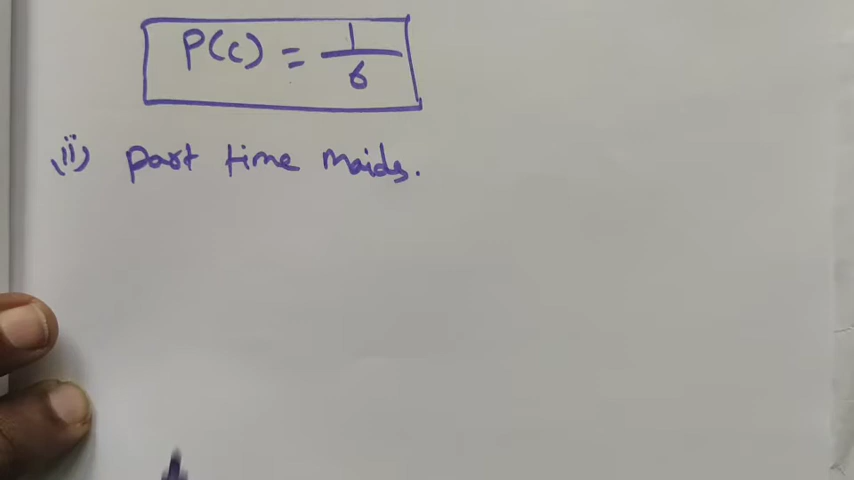 P(c) = 1/6
(ii) Part time maids.